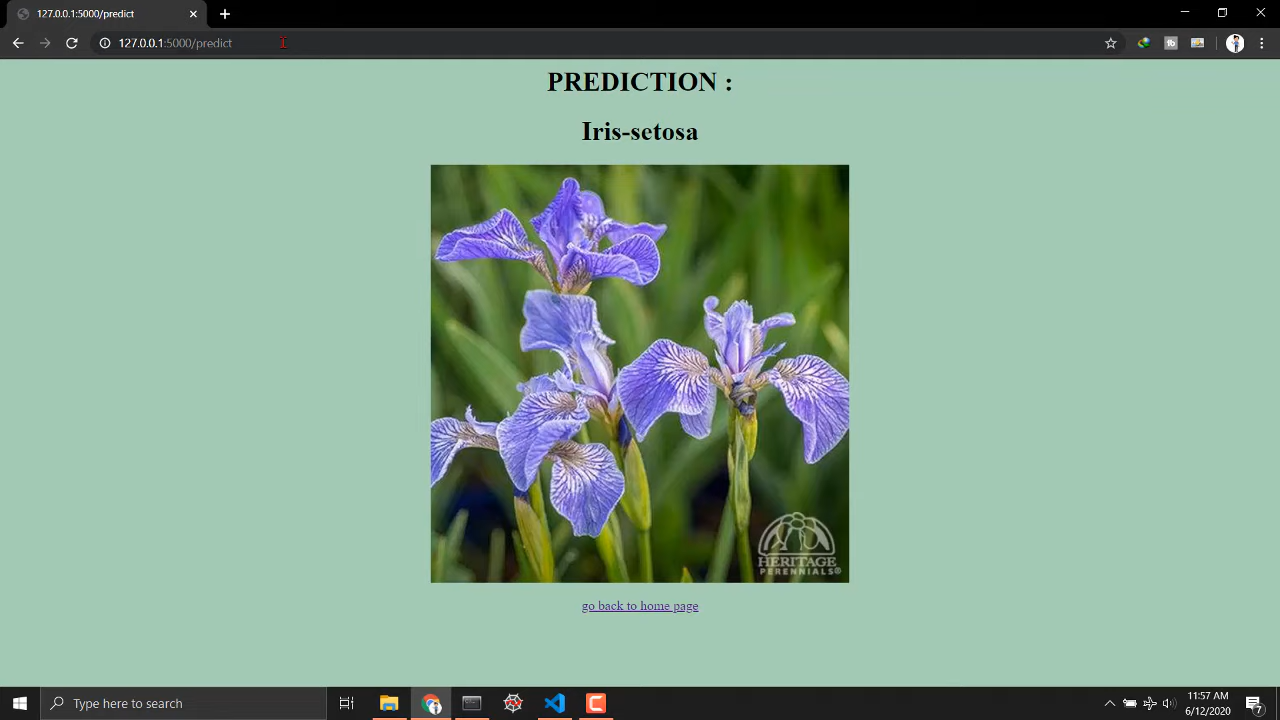 127.0.0.1:5000/predict
127.0.0.1:5000/predict
PREDICTION :
Iris-setosa
HERITAGE
PERENNIALS®
go back to home page
Type here to search
11:57 AM
6/12/2020
7